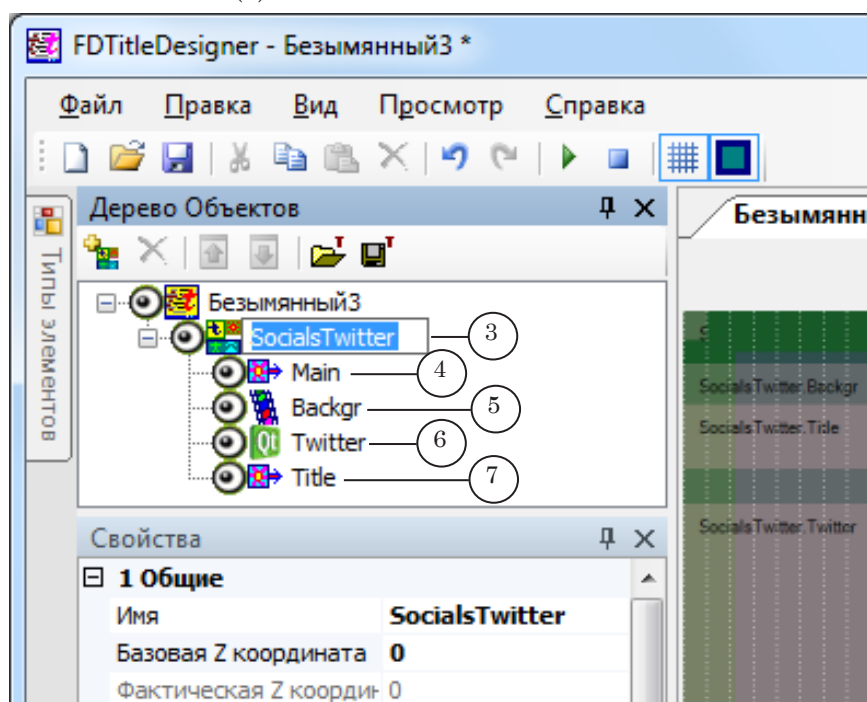 FDTitleDesigner - Безымянный3 *
Файл Правка Вид Просмотр Справка
Дерево Объектов
Безымянн
Типы элементов
Безымянный3
SocialsTwitter
3
Main
4
Backgr
5
Twitter
6
Title
7
SocialsTwitter.Backgr
SocialsTwitter.Title
SocialsTwitter.Twitter
Свойства
1 Общие
Имя SocialsTwitter
Базовая Z координата 0
Фактическая Z координ 0